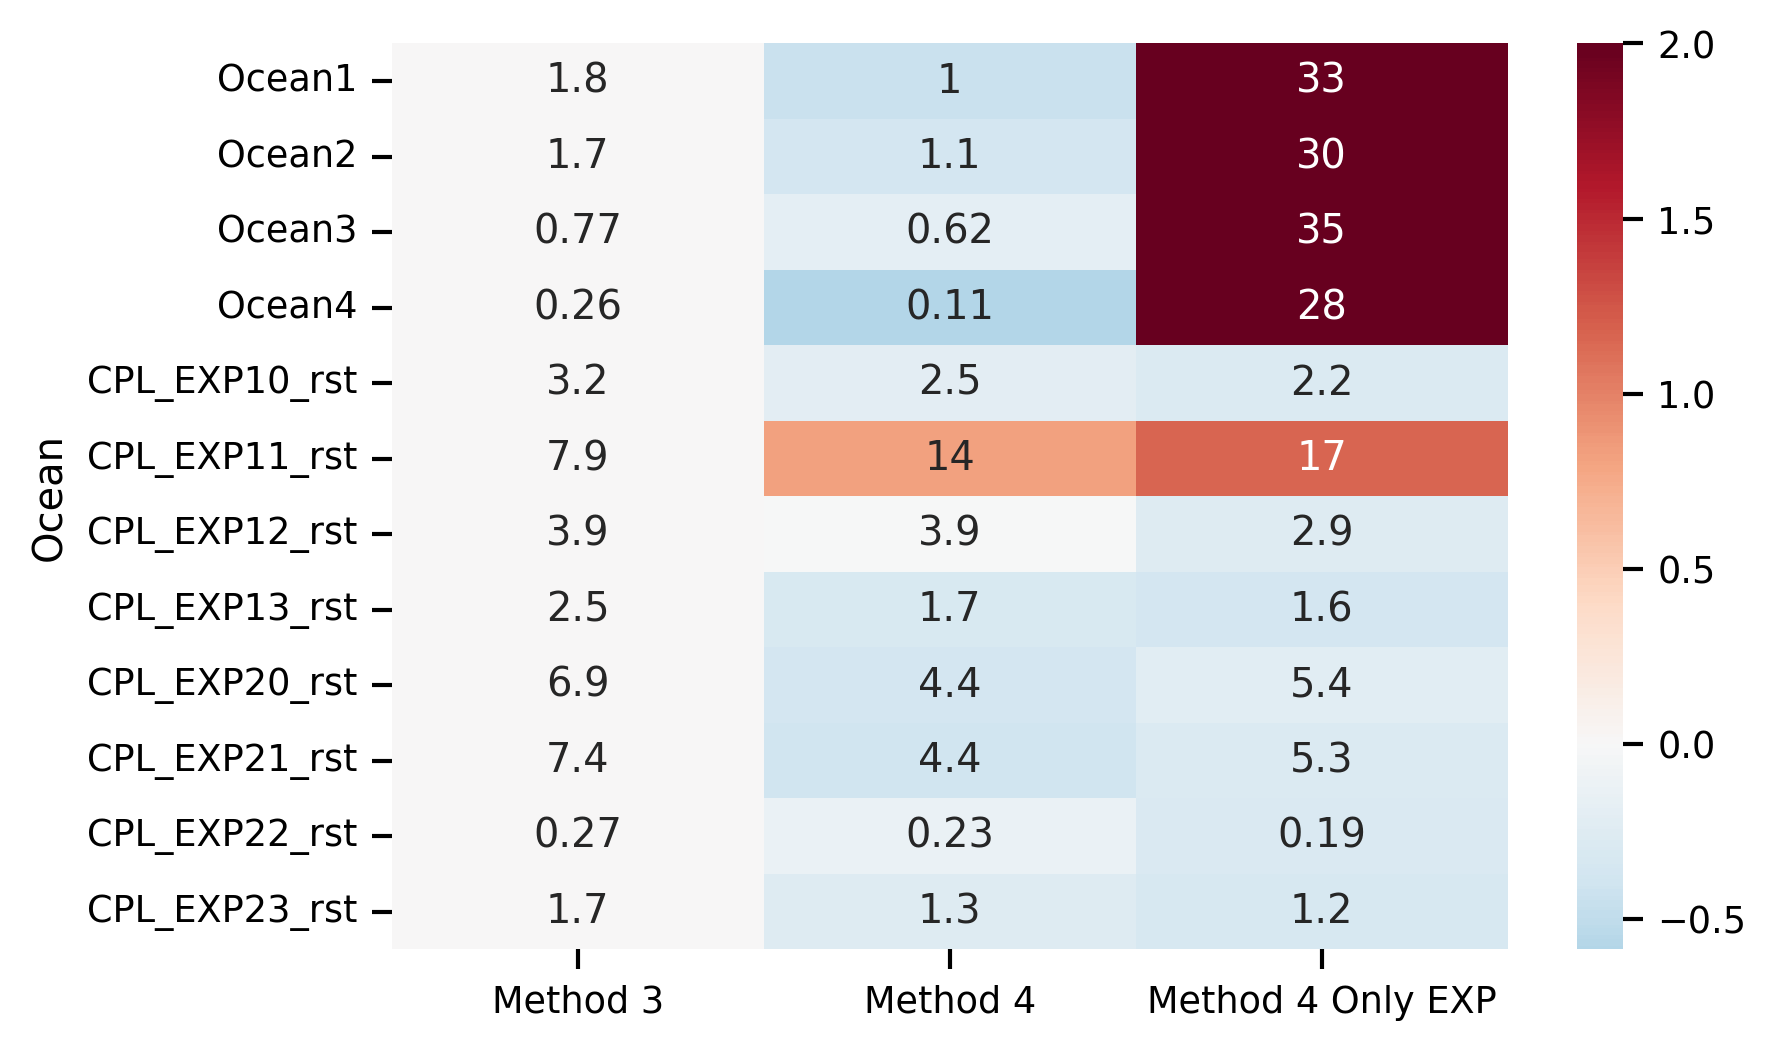 Ocean
Ocean1 1.8 1 33
Ocean2 1.7 1.1 30
Ocean3 0.77 0.62 35
Ocean4 0.26 0.11 28
CPL_EXP10_rst 3.2 2.5 2.2
CPL_EXP11_rst 7.9 14 17
CPL_EXP12_rst 3.9 3.9 2.9
CPL_EXP13_rst 2.5 1.7 1.6
CPL_EXP20_rst 6.9 4.4 5.4
CPL_EXP21_rst 7.4 4.4 5.3
CPL_EXP22_rst 0.27 0.23 0.19
CPL_EXP23_rst 1.7 1.3 1.2
Method 3 Method 4 Method 4 Only EXP
2.0
1.5
1.0
0.5
0.0
−0.5